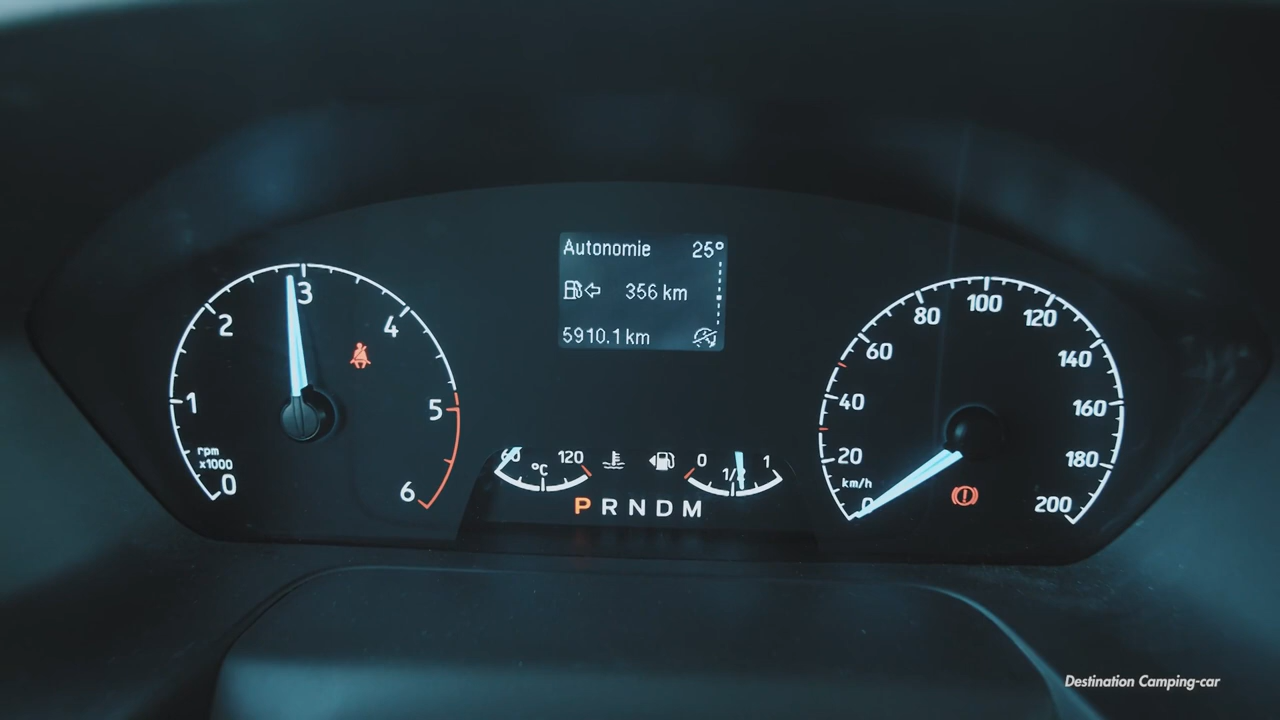 Autonomie 25°
356 km
5910.1 km
rpm
x1000
0
1
2
3
4
5
6
60
°C
120
0
1/2
1
P R N D M
km/h
0
20
40
60
80
100
120
140
160
180
200
Destination Camping-car